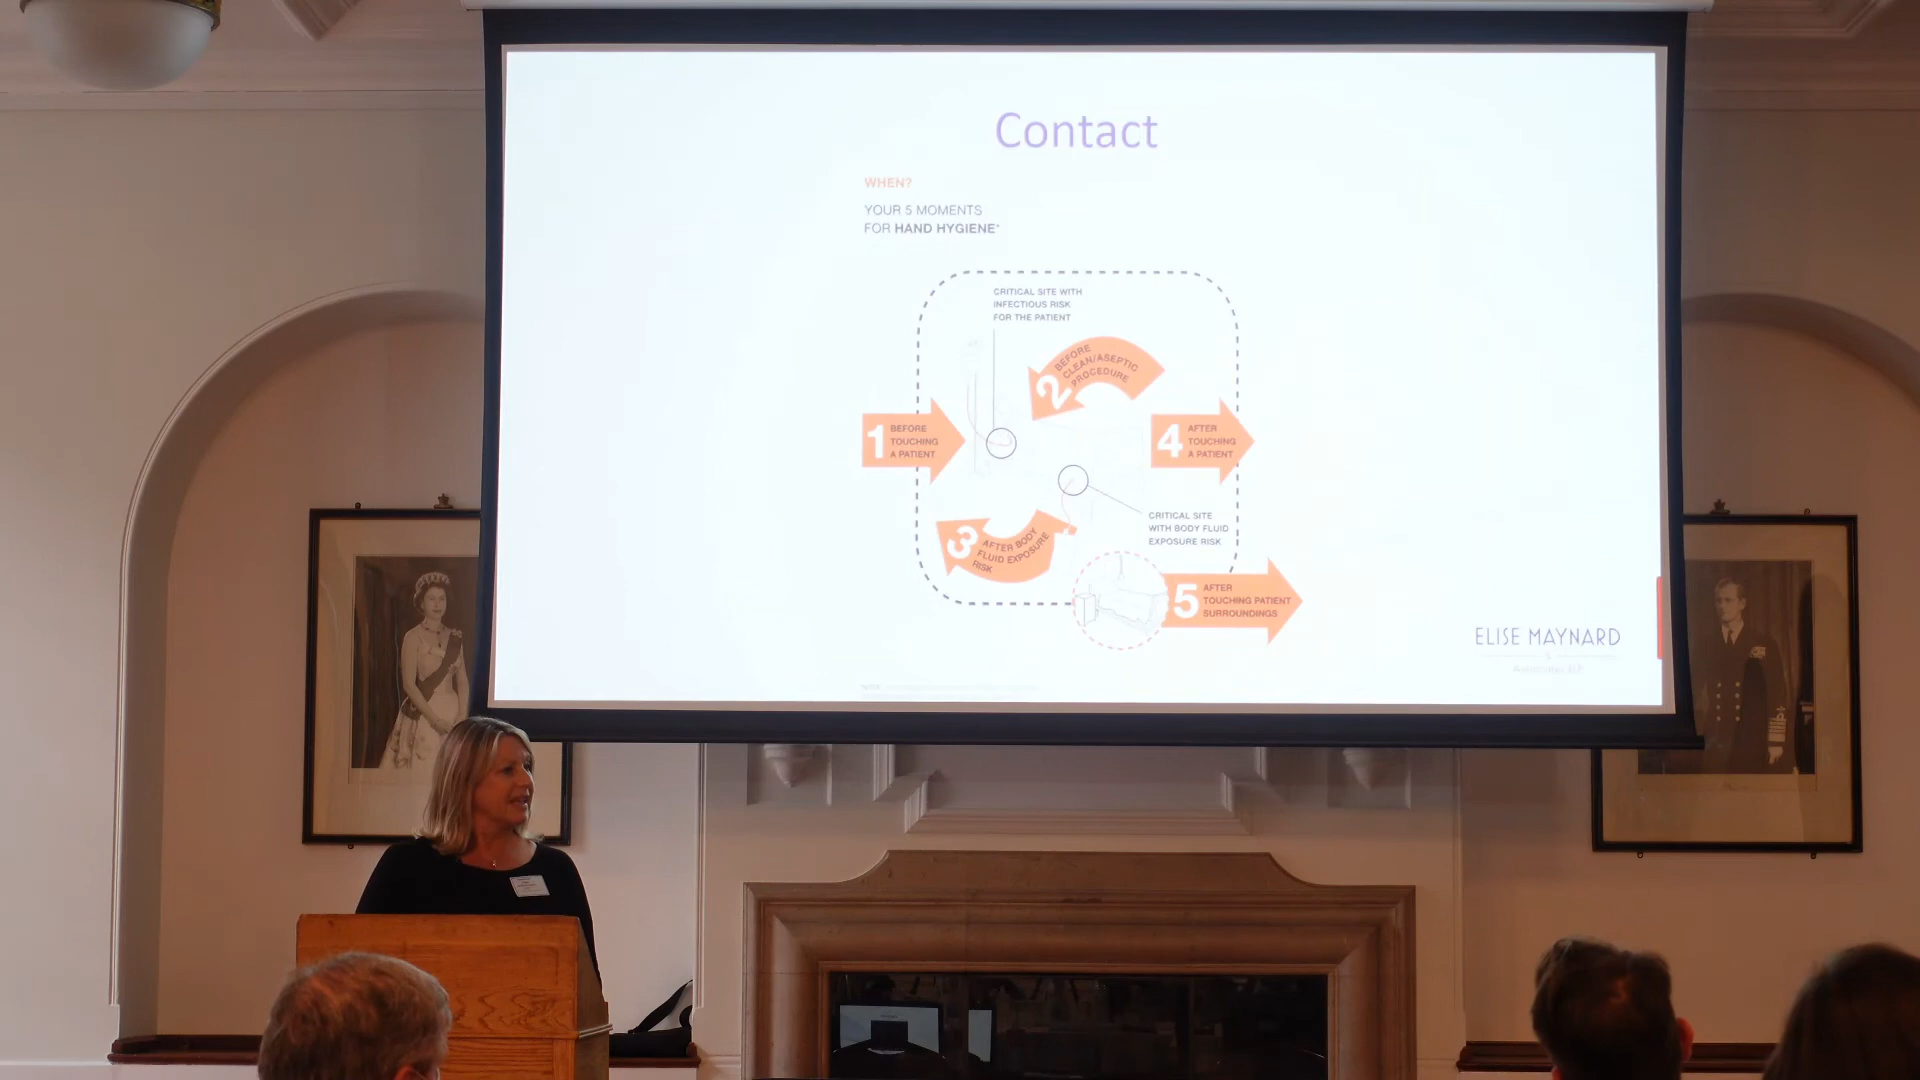 Contact
WHEN?
YOUR 5 MOMENTS
FOR HAND HYGIENE*
CRITICAL SITE WITH
INFECTIOUS RISK
FOR THE PATIENT
2 BEFORE
CLEAN/ASEPTIC
PROCEDURE
1 BEFORE
TOUCHING
A PATIENT
4 AFTER
TOUCHING
A PATIENT
3 AFTER BODY
FLUID EXPOSURE
RISK
CRITICAL SITE
WITH BODY FLUID
EXPOSURE RISK
5 AFTER
TOUCHING PATIENT
SURROUNDINGS
ELISE MAYNARD